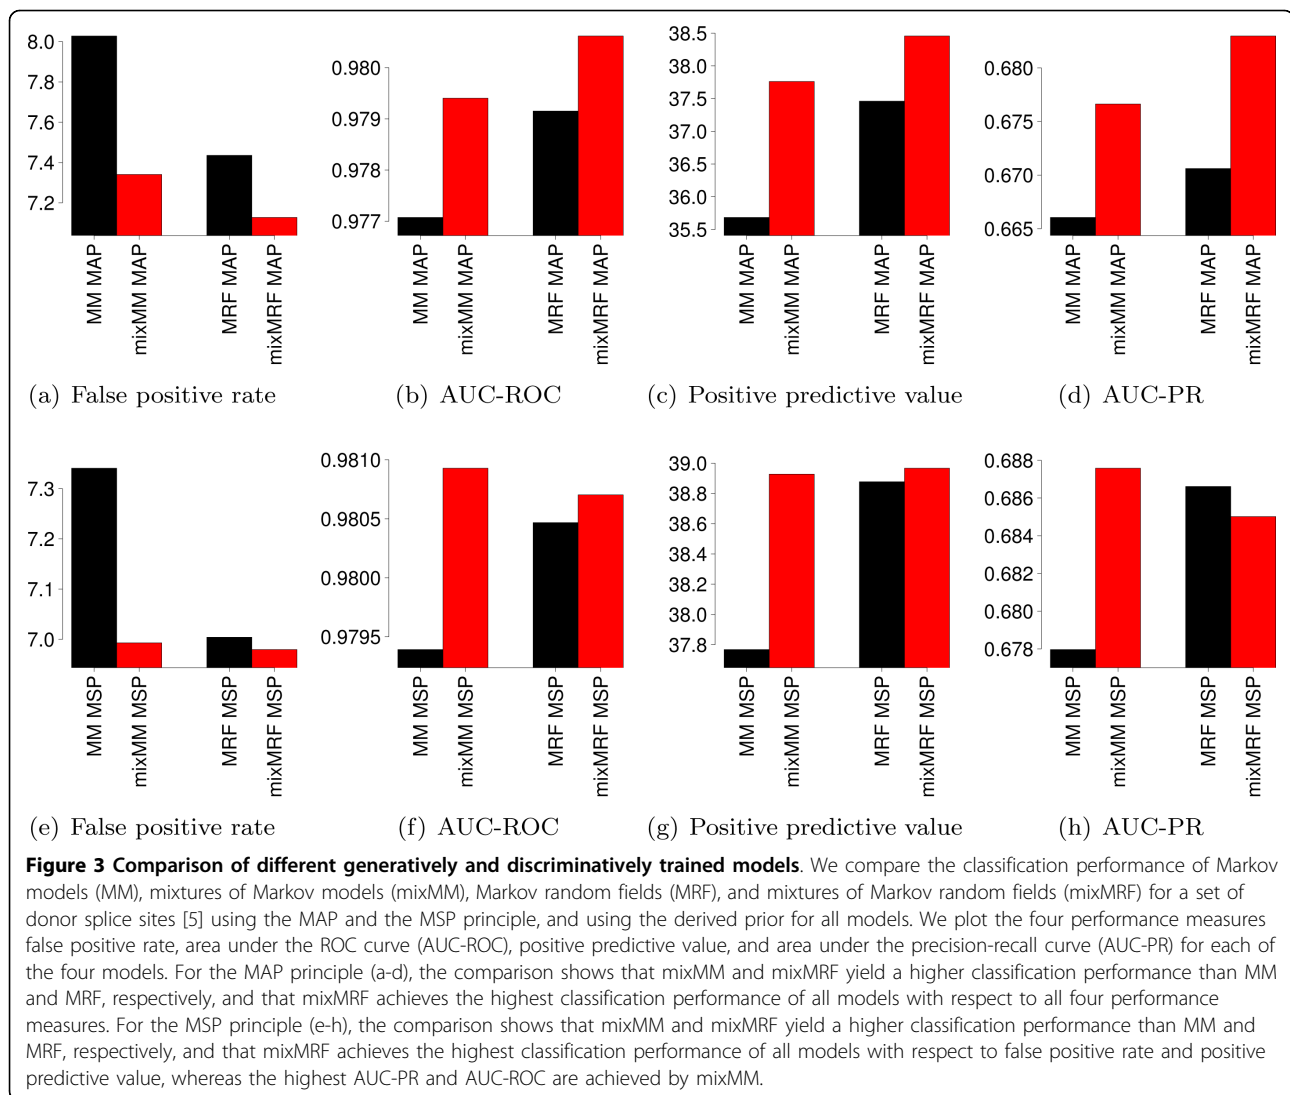 8.0
7.8
7.6
7.4
7.2
MM MAP
mixMM MAP
MRF MAP
mixMRF MAP
(a) False positive rate
0.980
0.979
0.978
0.977
MM MAP
mixMM MAP
MRF MAP
mixMRF MAP
(b) AUC-ROC
38.5
38.0
37.5
37.0
36.5
36.0
35.5
MM MAP
mixMM MAP
MRF MAP
mixMRF MAP
(c) Positive predictive value
0.680
0.675
0.670
0.665
MM MAP
mixMM MAP
MRF MAP
mixMRF MAP
(d) AUC-PR
7.3
7.2
7.1
7.0
MM MSP
mixMM MSP
MRF MSP
mixMRF MSP
(e) False positive rate
0.9810
0.9805
0.9800
0.9795
MM MSP
mixMM MSP
MRF MSP
mixMRF MSP
(f) AUC-ROC
39.0
38.8
38.6
38.4
38.2
38.0
37.8
MM MSP
mixMM MSP
MRF MSP
mixMRF MSP
(g) Positive predictive value
0.688
0.686
0.684
0.682
0.680
0.678
MM MSP
mixMM MSP
MRF MSP
mixMRF MSP
(h) AUC-PR
Figure 3 Comparison of different generatively and discriminatively trained models. We compare the classification performance of Markov
models (MM), mixtures of Markov models (mixMM), Markov random fields (MRF), and mixtures of Markov random fields (mixMRF) for a set of
donor splice sites [5] using the MAP and the MSP principle, and using the derived prior for all models. We plot the four performance measures
false positive rate, area under the ROC curve (AUC-ROC), positive predictive value, and area under the precision-recall curve (AUC-PR) for each of
the four models. For the MAP principle (a-d), the comparison shows that mixMM and mixMRF yield a higher classification performance than MM
and MRF, respectively, and that mixMRF achieves the highest classification performance of all models with respect to all four performance
measures. For the MSP principle (e-h), the comparison shows that mixMM and mixMRF yield a higher classification performance than MM and
MRF, respectively, and that mixMRF achieves the highest classification performance of all models with respect to false positive rate and positive
predictive value, whereas the highest AUC-PR and AUC-ROC are achieved by mixMM.